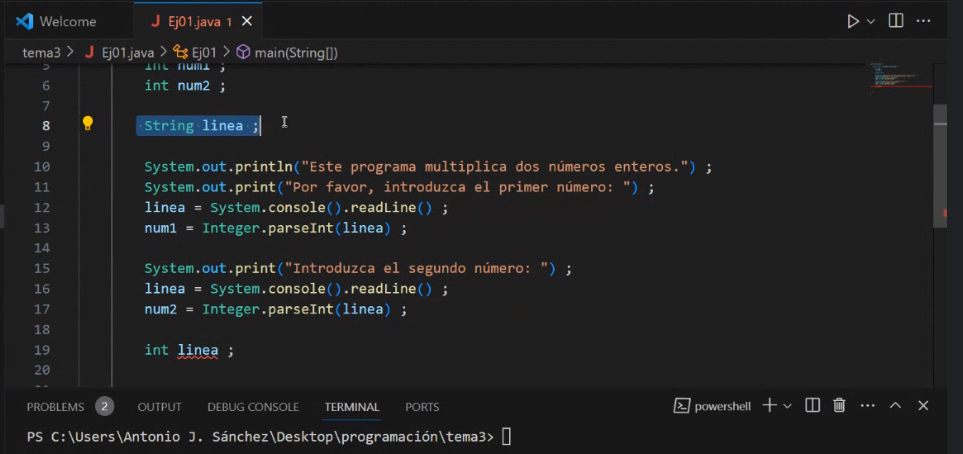 Welcome
Ej01.java 1
tema3 > Ej01.java > Ej01 > main(String[])
5 int num1 ;
6 int num2 ;
7
8 String linea ;
9
10 System.out.println("Este programa multiplica dos números enteros.") ;
11 System.out.print("Por favor, introduzca el primer número: ") ;
12 linea = System.console().readLine() ;
13 num1 = Integer.parseInt(linea) ;
14
15 System.out.print("Introduzca el segundo número: ") ;
16 linea = System.console().readLine() ;
17 num2 = Integer.parseInt(linea) ;
18
19 int linea ;
20
PROBLEMS 2 OUTPUT DEBUG CONSOLE TERMINAL PORTS powershell
PS C:\Users\Antonio J. Sánchez\Desktop\programación\tema3>